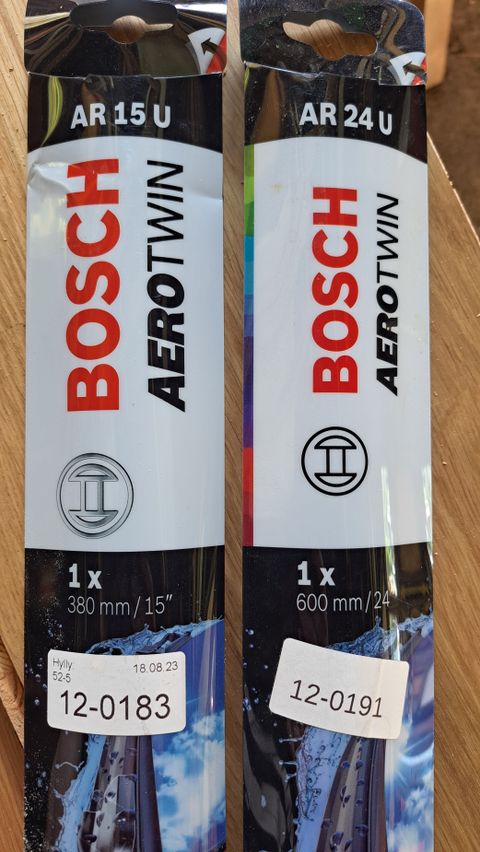 AR 15 U
BOSCH
AEROTWIN
1 x
380 mm / 15"
Hylly:
52-5
18.08.23
12-0183
AR 24 U
BOSCH
AEROTWIN
1 x
600 mm / 24
12-0191